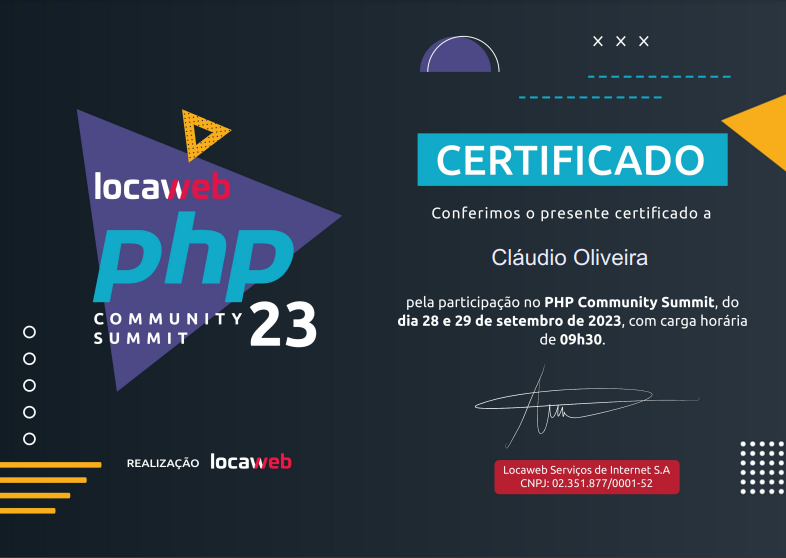 locaweb
php
COMMUNITY
SUMMIT 23
REALIZAÇÃO locaweb
X X X
CERTIFICADO
Conferimos o presente certificado a
Cláudio Oliveira
pela participação no PHP Community Summit, do
dia 28 e 29 de setembro de 2023, com carga horária
de 09h30.
Locaweb Serviços de Internet S.A
CNPJ: 02.351.877/0001-52